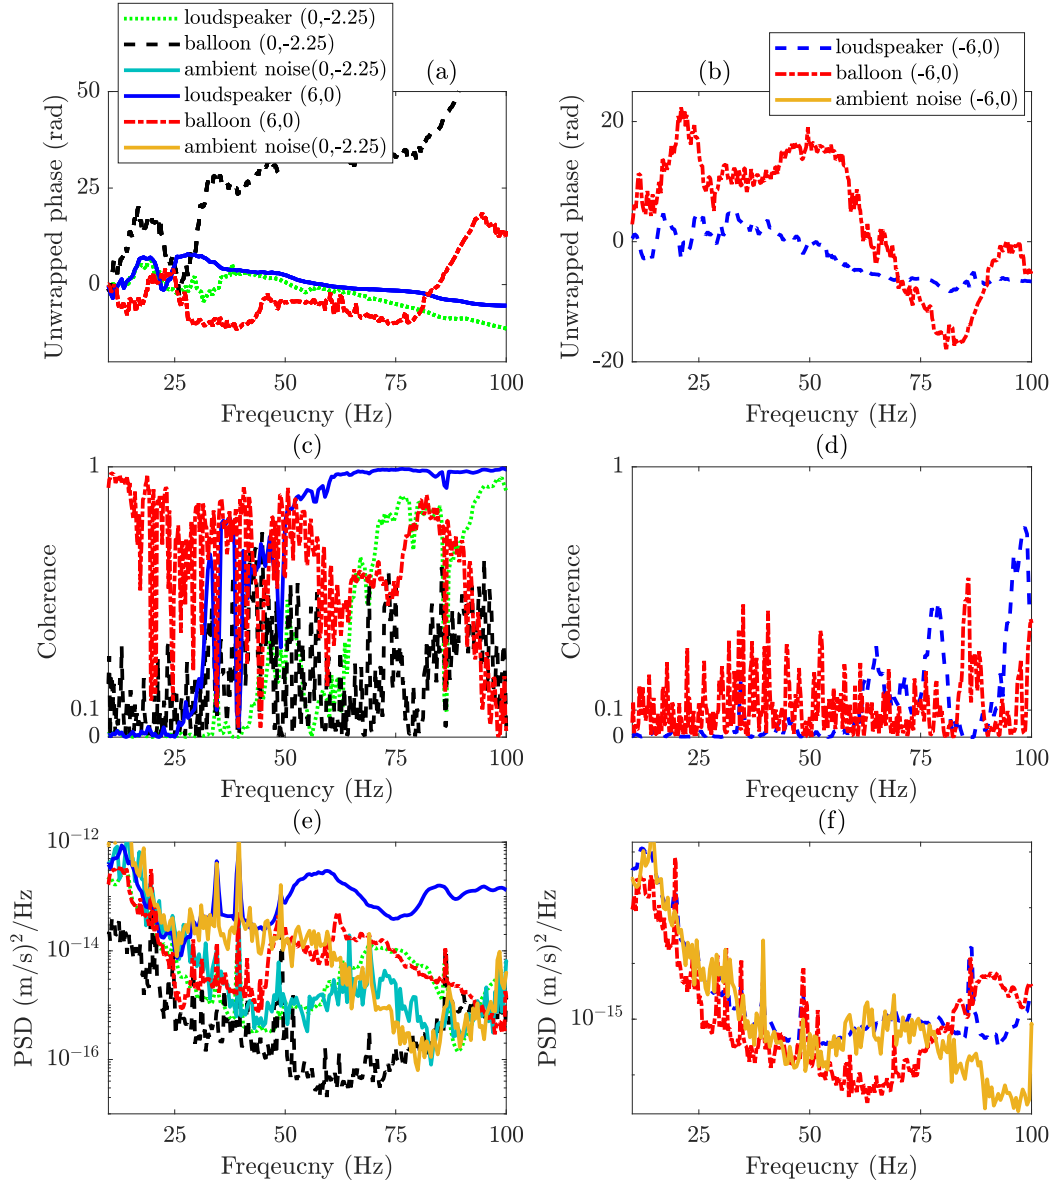 loudspeaker (0,-2.25)
balloon (0,-2.25)
ambient noise(0,-2.25)
loudspeaker (6,0)
balloon (6,0)
ambient noise(0,-2.25)
(a)
Unwrapped phase (rad)
50
25
0
25 50 75 100
Freqeucny (Hz)
loudspeaker (-6,0)
balloon (-6,0)
ambient noise (-6,0)
(b)
Unwrapped phase (rad)
20
0
-20
25 50 75 100
Freqeucny (Hz)
(c)
Coherence
1
0.1
0
25 50 75 100
Frequency (Hz)
(d)
Coherence
1
0.1
0
25 50 75 100
Freqeucny (Hz)
(e)
PSD (m/s)²/Hz
10⁻¹²
10⁻¹⁴
10⁻¹⁶
25 50 75 100
Freqeucny (Hz)
(f)
PSD (m/s)²/Hz
10⁻¹⁵
25 50 75 100
Freqeucny (Hz)